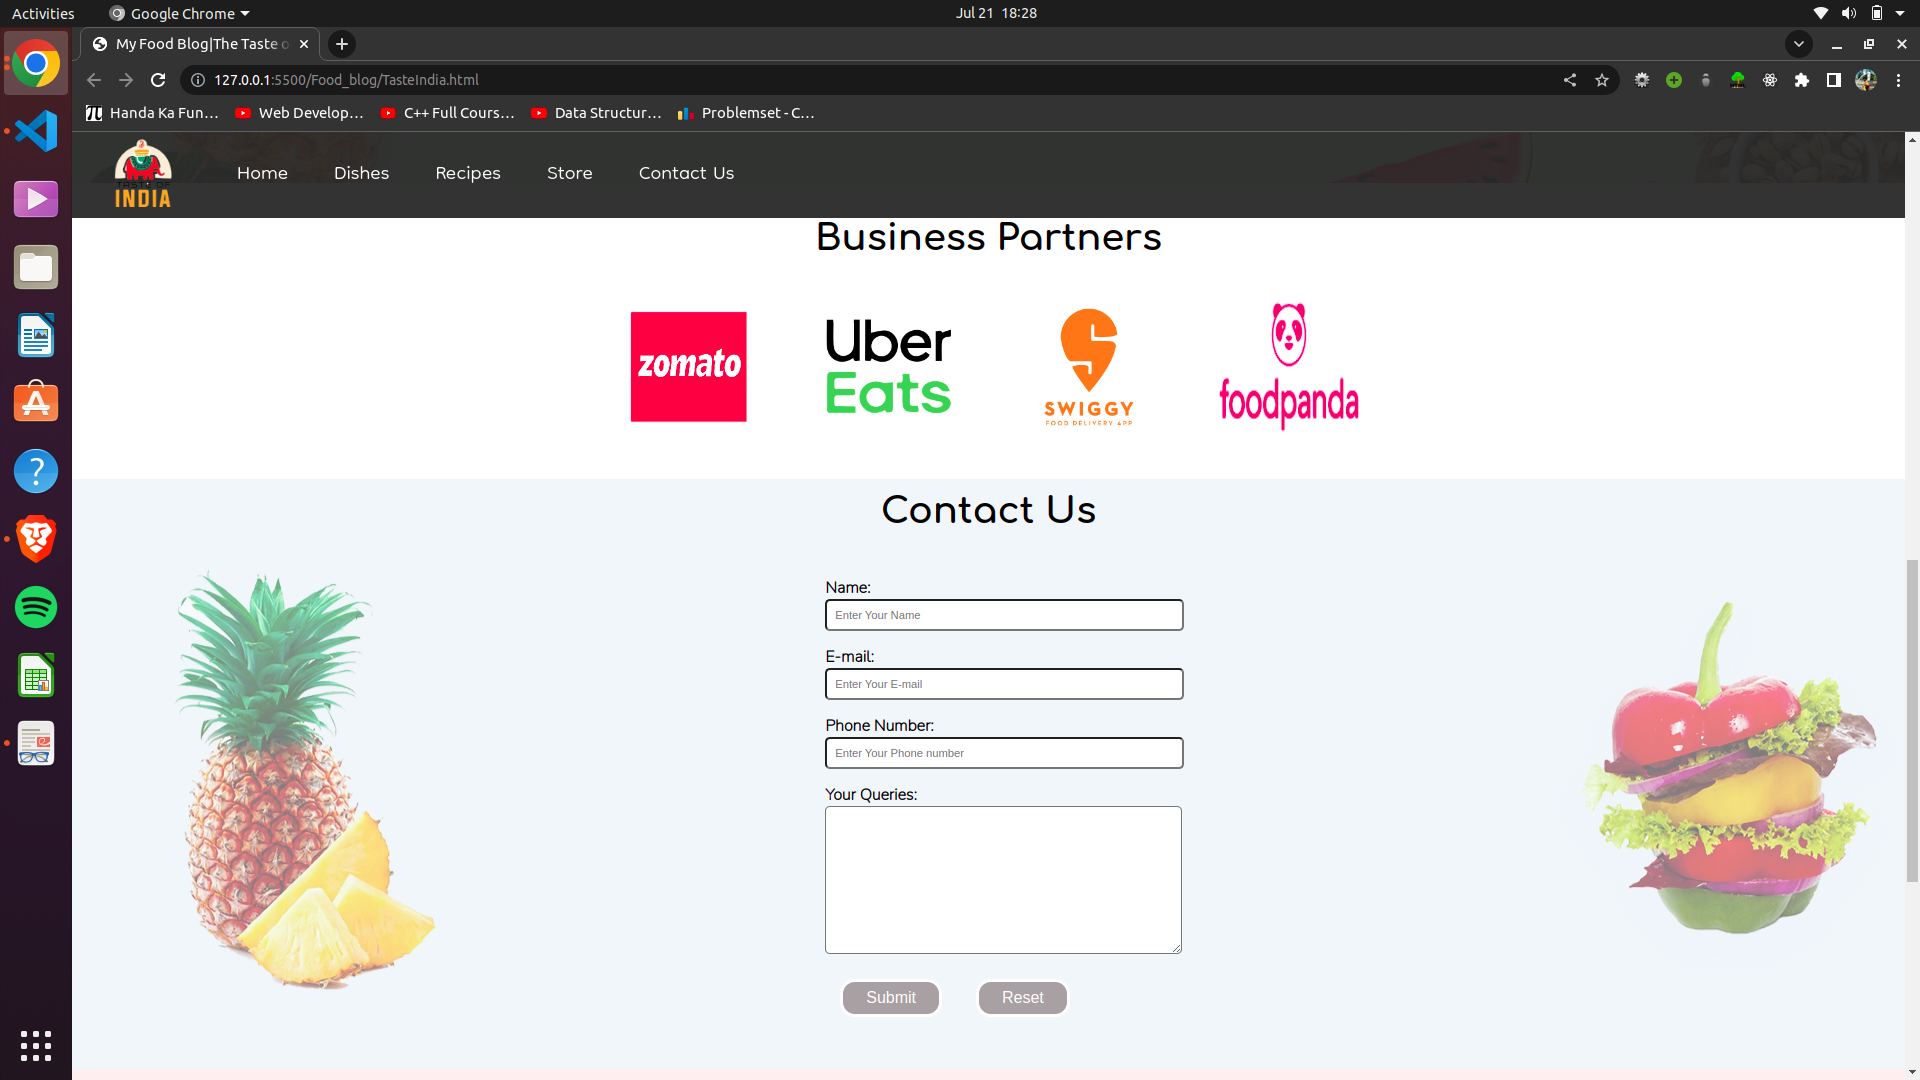 Activities
Google Chrome
Jul 21 18:28
My Food Blog|The Taste o
127.0.0.1:5500/Food_blog/TasteIndia.html
Handa Ka Fun...
Web Develop...
C++ Full Cours...
Data Structur...
Problemset - C...
TASTE OF
INDIA
Home
Dishes
Recipes
Store
Contact Us
Business Partners
zomato
Uber
Eats
SWIGGY
FOOD DELIVERY APP
foodpanda
Contact Us
Name:
Enter Your Name
E-mail:
Enter Your E-mail
Phone Number:
Enter Your Phone number
Your Queries:
Submit
Reset